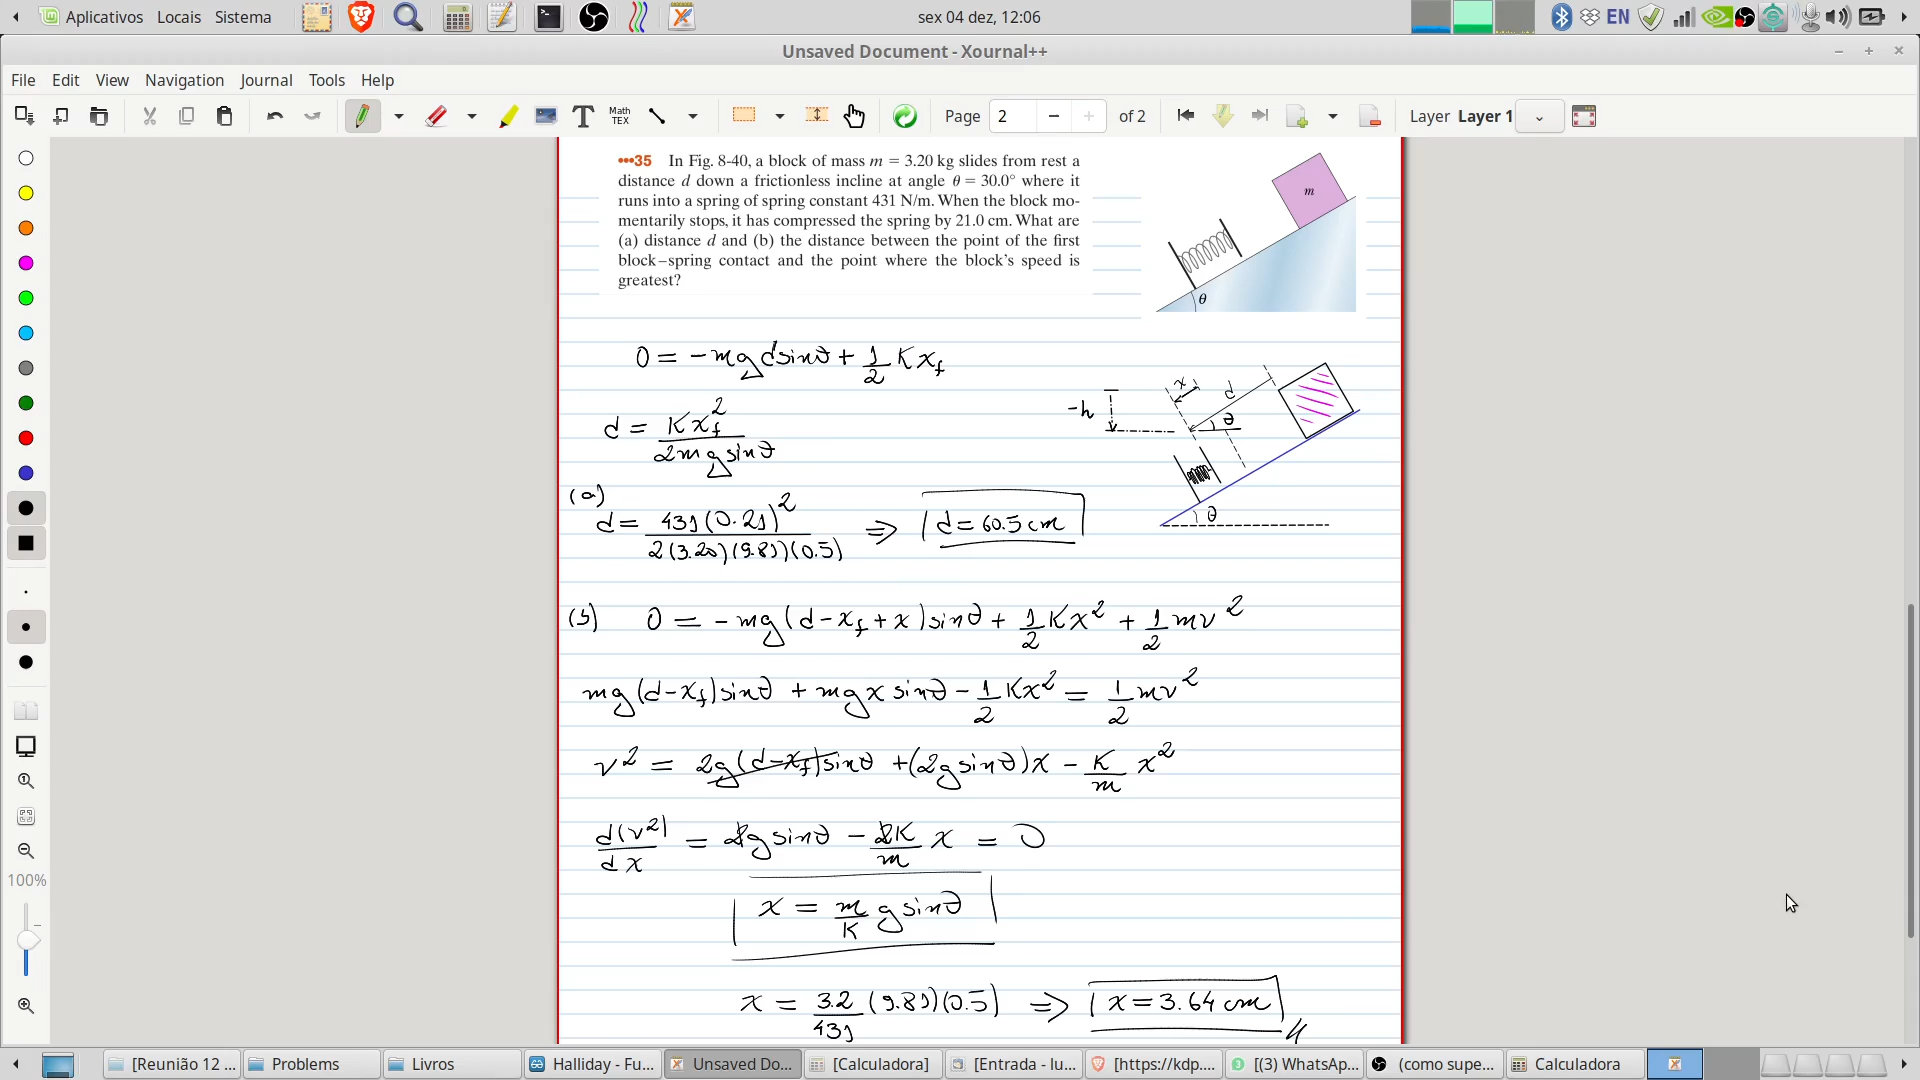 Aplicativos Locais Sistema
sex 04 dez, 12:06
EN
Unsaved Document - Xournal++
File Edit View Navigation Journal Tools Help
Math TEX
Page 2 of 2
Layer Layer 1
100%
•••35 In Fig. 8-40, a block of mass m = 3.20 kg slides from rest a
distance d down a frictionless incline at angle θ = 30.0° where it
runs into a spring of spring constant 431 N/m. When the block mo-
mentarily stops, it has compressed the spring by 21.0 cm. What are
(a) distance d and (b) the distance between the point of the first
block–spring contact and the point where the block's speed is
greatest?
m
θ
0 = -mgdsinθ + 1/2 Kx_f
d = Kx_f^2 / 2mgsinθ
-h
x
d
θ
θ
(a)
d = 431(0.21)^2 / 2(3.20)(9.81)(0.5) => d = 60.5 cm
(b) 0 = -mg(d-x_f+x)sinθ + 1/2 Kx^2 + 1/2 mv^2
mg(d-x_f)sinθ + mgx sinθ - 1/2 Kx^2 = 1/2 mv^2
v^2 = 2g(d-x_f)sinθ + (2gsinθ)x - K/m x^2
d(v^2)/dx = 2gsinθ - 2K/m x = 0
x = m/K gsinθ
x = 3.2/431 (9.81)(0.5) => x = 3.64 cm
[Reunião 12 ... Problems Livros Halliday - Fu... Unsaved Do... [Calculadora] [Entrada - lu... [https://kdp.... [(3) WhatsAp... (como supe... Calculadora